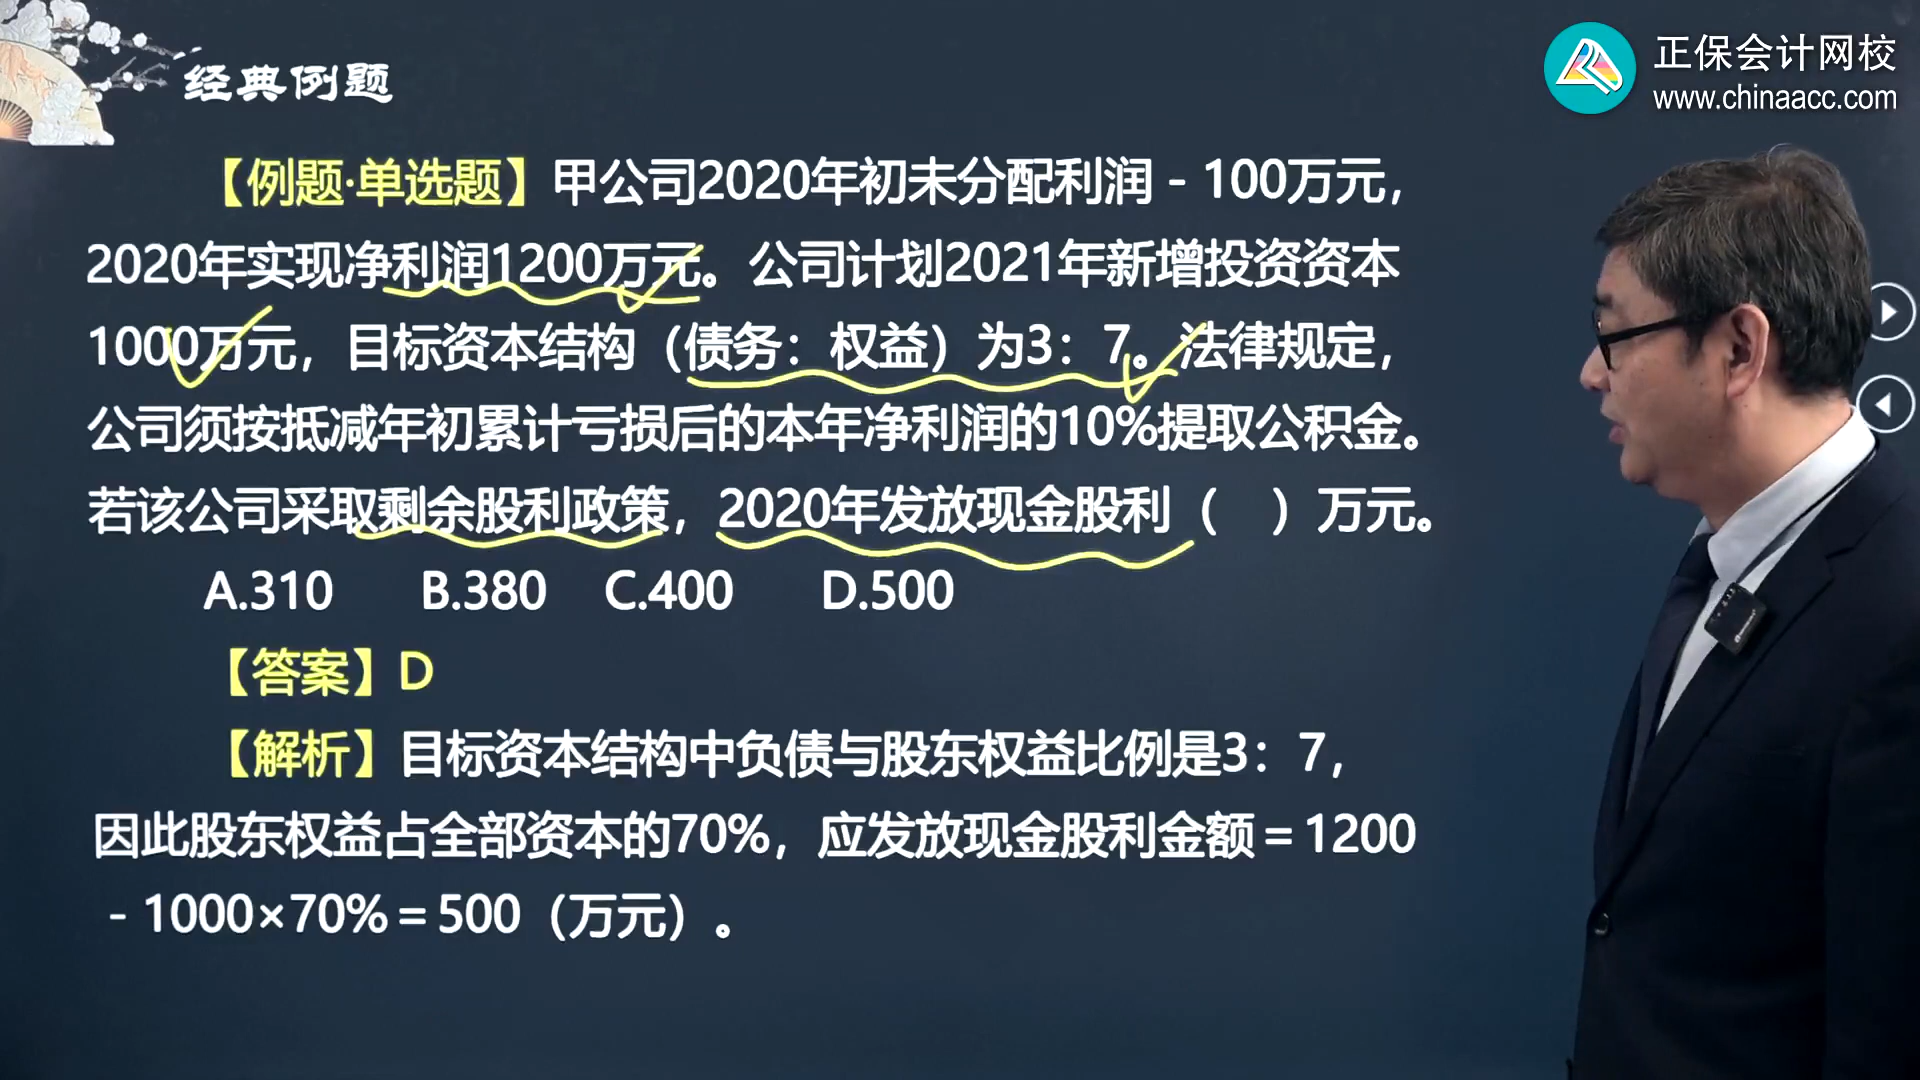 经典例题
正保会计网校
www.chinaacc.com
【例题·单选题】甲公司2020年初未分配利润－100万元，
2020年实现净利润1200万元。公司计划2021年新增投资资本
1000万元，目标资本结构（债务：权益）为3：7。法律规定，
公司须按抵减年初累计亏损后的本年净利润的10%提取公积金。
若该公司采取剩余股利政策，2020年发放现金股利（　）万元。
A.310 B.380 C.400 D.500
【答案】D
【解析】目标资本结构中负债与股东权益比例是3：7，
因此股东权益占全部资本的70%，应发放现金股利金额＝1200
－1000×70%＝500（万元）。